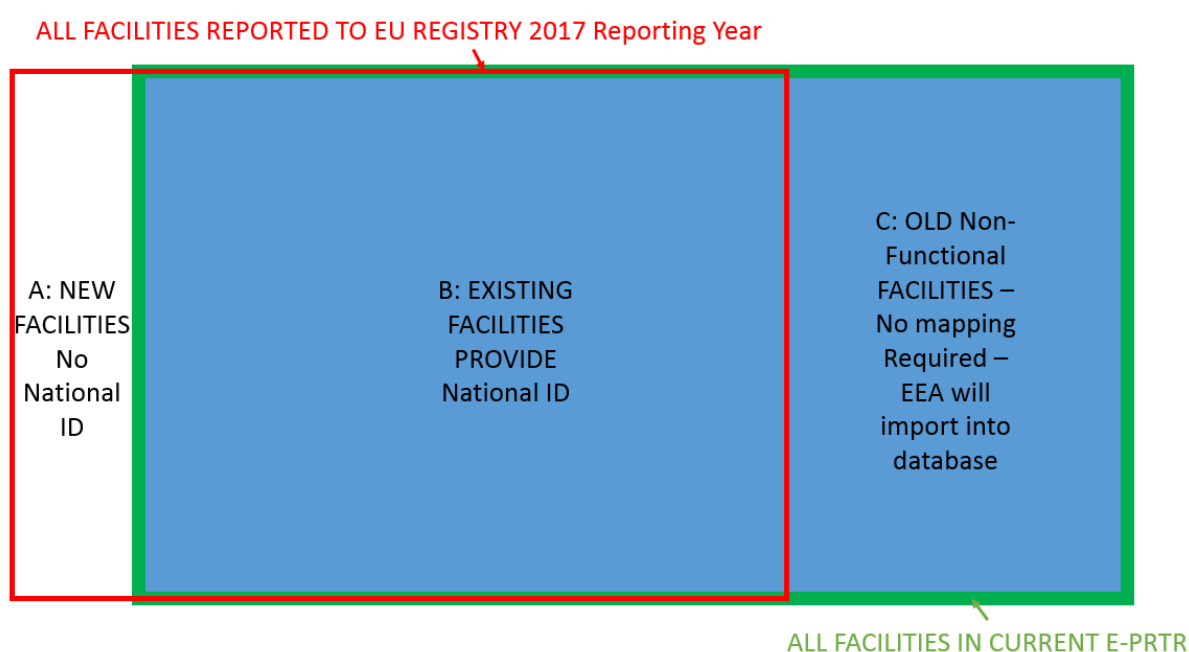 ALL FACILITIES REPORTED TO EU REGISTRY 2017 Reporting Year
A: NEW
FACILITIES
No
National
ID
B: EXISTING
FACILITIES
PROVIDE
National ID
C: OLD Non-
Functional
FACILITIES –
No mapping
Required –
EEA will
import into
database
ALL FACILITIES IN CURRENT E-PRTR